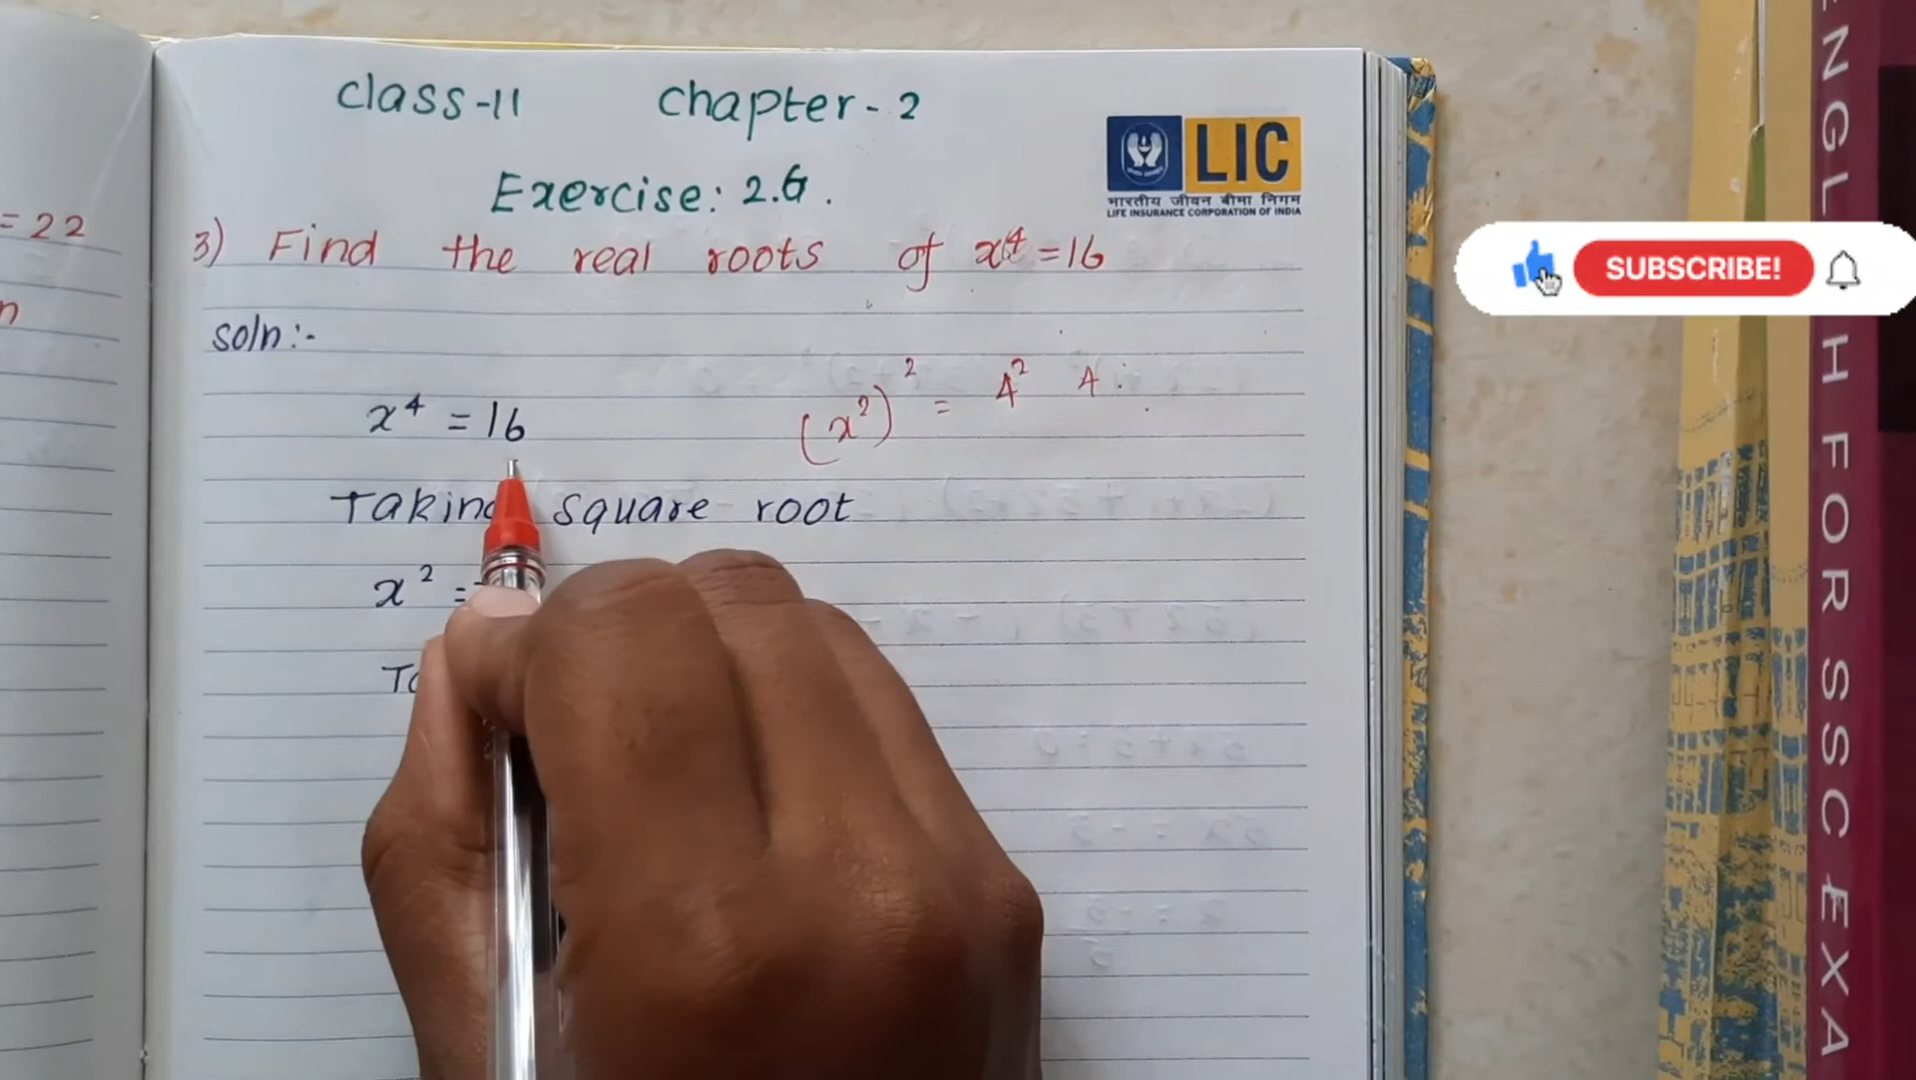 class-11 chapter-2
Exercise: 2.6.
LIC
भारतीय जीवन बीमा निगम
LIFE INSURANCE CORPORATION OF INDIA
= 22
n
3) Find the real roots of x⁴ = 16
soln:-
x⁴ = 16
(x²)² = 4² 4
Taking square root
x² =
SUBSCRIBE!
ENGLISH FOR SSC EXA